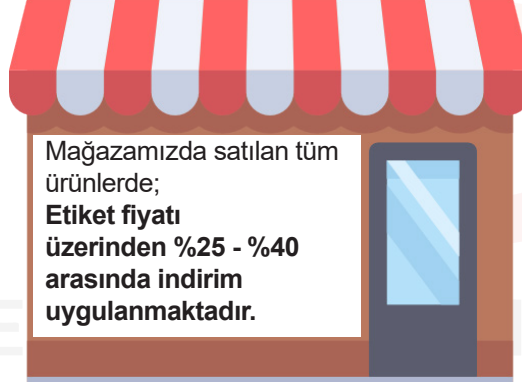 Mağazamızda satılan tüm
ürünlerde;
Etiket fiyatı
üzerinden %25 - %40
arasında indirim
uygulanmaktadır.